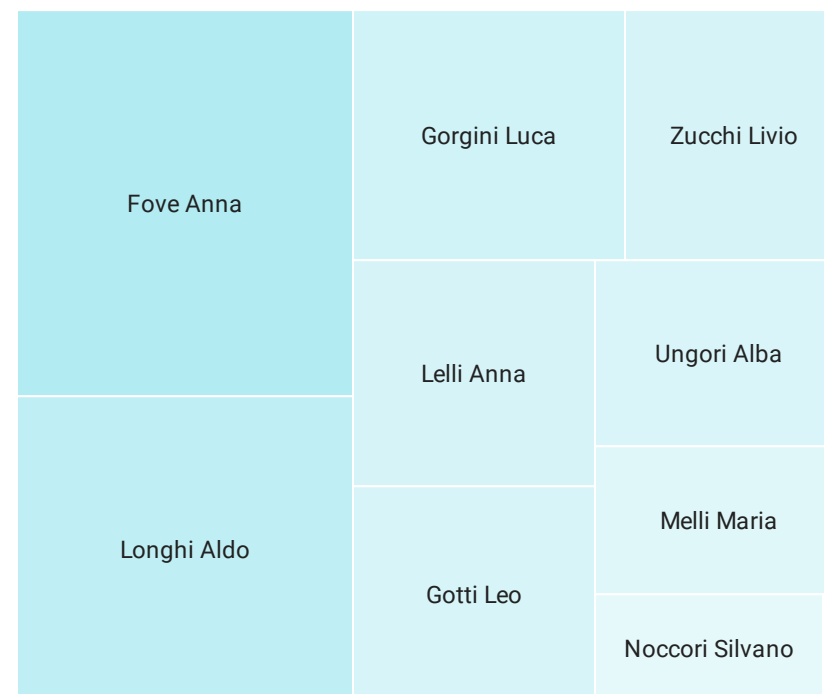 Fove Anna
Longhi Aldo
Gorgini Luca
Zucchi Livio
Lelli Anna
Gotti Leo
Ungori Alba
Melli Maria
Noccori Silvano